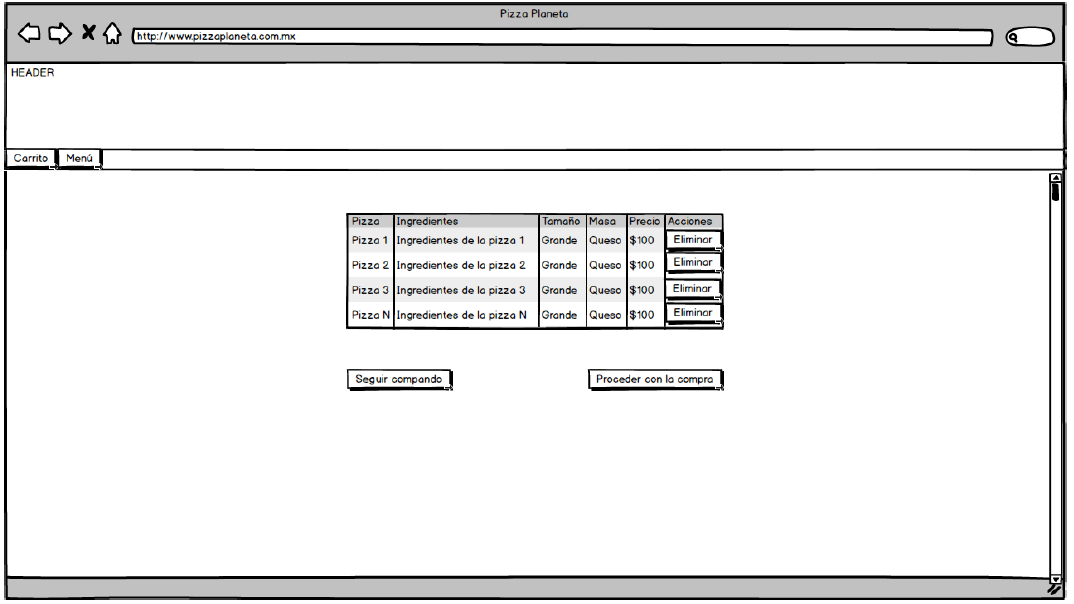 Pizza Planeta
http://www.pizzaplaneta.com.mx
HEADER
Carrito Menú
Pizza Ingredientes Tamaño Masa Precio Acciones
Pizza 1 Ingredientes de la pizza 1 Grande Queso $100 Eliminar
Pizza 2 Ingredientes de la pizza 2 Grande Queso $100 Eliminar
Pizza 3 Ingredientes de la pizza 3 Grande Queso $100 Eliminar
Pizza N Ingredientes de la pizza N Grande Queso $100 Eliminar
Seguir compando Proceder con la compra